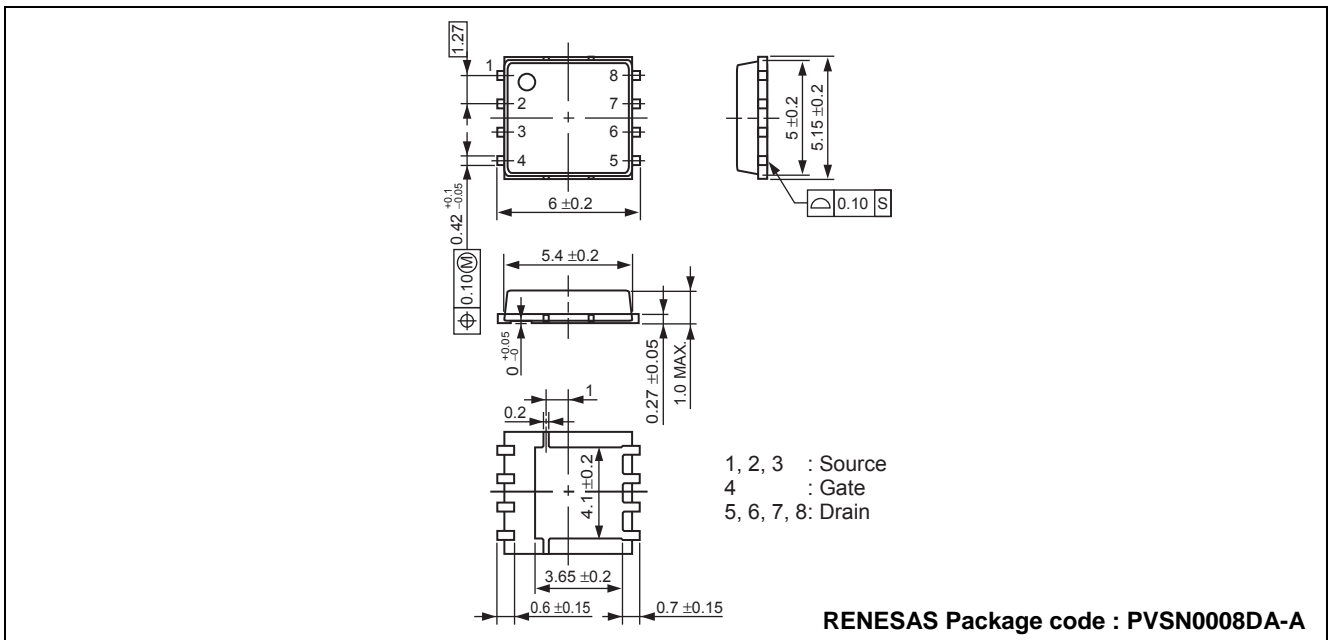 1.27
1
8
2
7
3
6
4
5
6 ±0.2
0.42 +0.1 −0.05
⌖ 0.10 Ⓜ
5 ±0.2
5.15 ±0.2
⌓ 0.10 S
5.4 ±0.2
0 +0.05 −0
0.27 ±0.05
1.0 MAX.
1
0.2
4.1 ±0.2
3.65 ±0.2
0.6 ±0.15
0.7 ±0.15
1, 2, 3 : Source
4 : Gate
5, 6, 7, 8: Drain
RENESAS Package code : PVSN0008DA-A